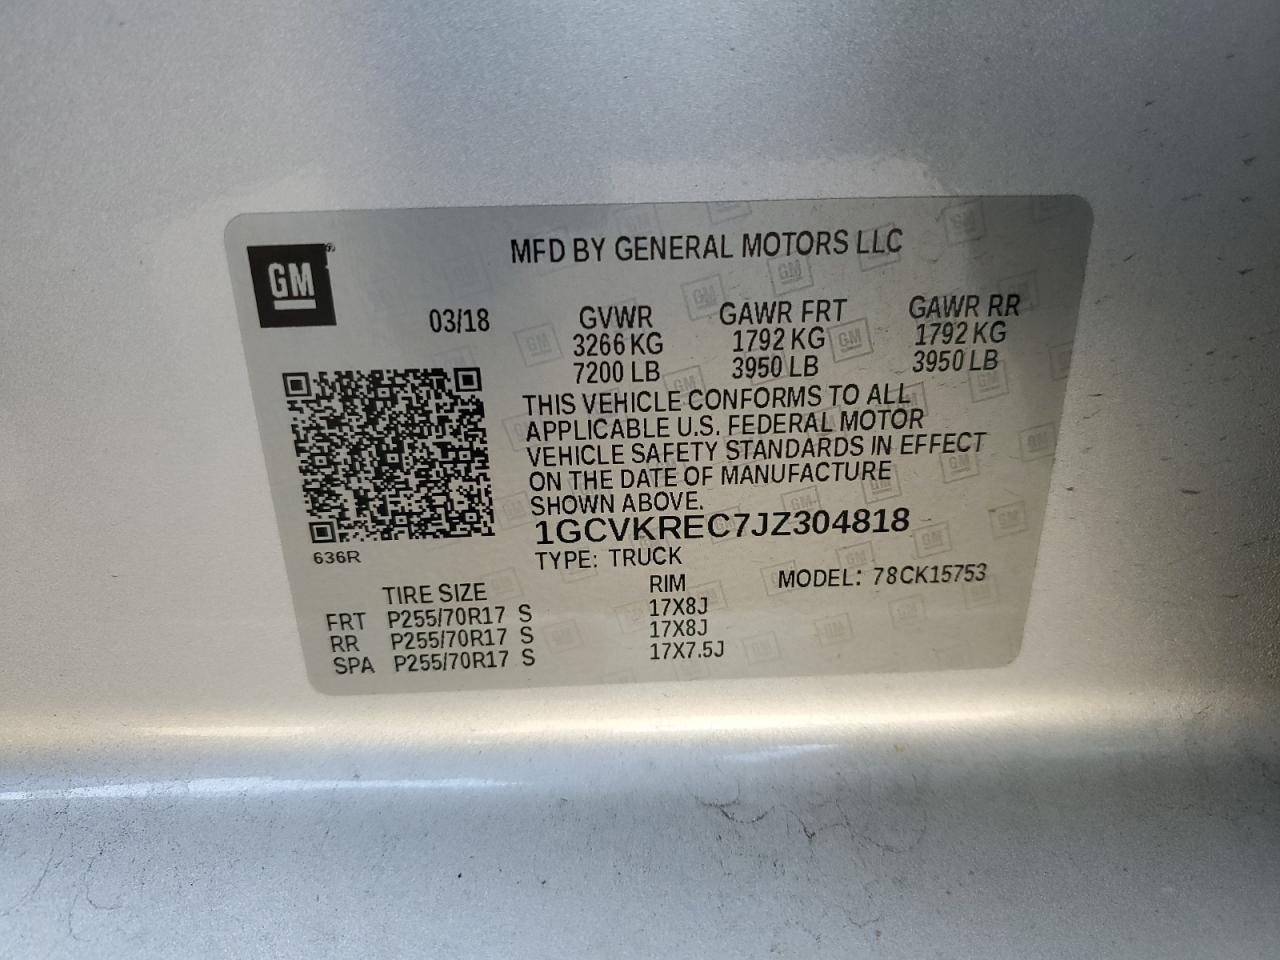 GM
MFD BY GENERAL MOTORS LLC
03/18
GVWR GAWR FRT GAWR RR
3266 KG 1792 KG 1792 KG
7200 LB 3950 LB 3950 LB
THIS VEHICLE CONFORMS TO ALL
APPLICABLE U.S. FEDERAL MOTOR
VEHICLE SAFETY STANDARDS IN EFFECT
ON THE DATE OF MANUFACTURE
SHOWN ABOVE.
1GCVKREC7JZ304818
636R
TYPE: TRUCK
TIRE SIZE RIM MODEL: 78CK15753
FRT P255/70R17 S 17X8J
RR P255/70R17 S 17X8J
SPA P255/70R17 S 17X7.5J